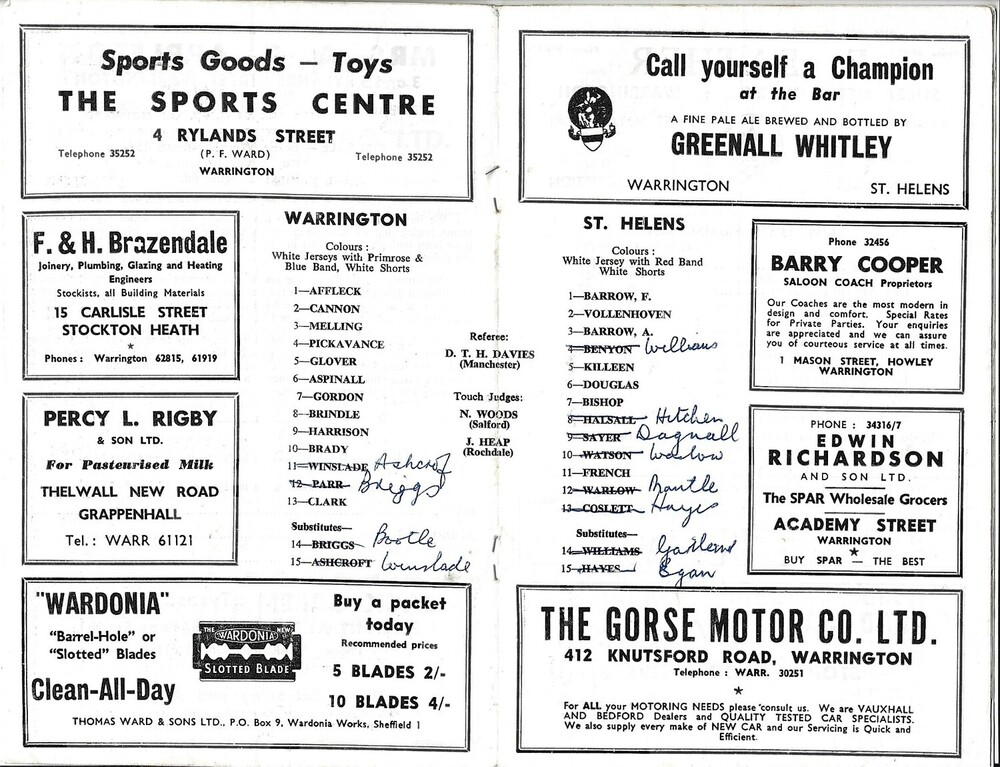 Sports Goods — Toys
THE SPORTS CENTRE
4 RYLANDS STREET
Telephone 35252 (P. F. WARD) Telephone 35252
WARRINGTON
F. & H. Brazendale
Joinery, Plumbing, Glazing and Heating
Engineers
Stockists, all Building Materials
15 CARLISLE STREET
STOCKTON HEATH
★
Phones : Warrington 62815, 61919
PERCY L. RIGBY
& SON LTD.
For Pasteurised Milk
THELWALL NEW ROAD
GRAPPENHALL
Tel. : WARR 61121
WARRINGTON
Colours :
White Jerseys with Primrose &
Blue Band, White Shorts
1—AFFLECK
2—CANNON
3—MELLING
4—PICKAVANCE
5—GLOVER
6—ASPINALL
7—GORDON
8—BRINDLE
9—HARRISON
10—BRADY
11—WINSLADE Ashcrof
12—PARR Briggs
13—CLARK
Substitutes—
14—BRIGGS Bootle
15—ASHCROFT Winslade
Referee:
D. T. H. DAVIES
(Manchester)
Touch Judges:
N. WOODS
(Salford)
J. HEAP
(Rochdale)
"WARDONIA"
"Barrel-Hole" or
"Slotted" Blades
Clean-All-Day
THE WARDONIA NEW
SLOTTED BLADE
Buy a packet
today
Recommended prices
5 BLADES 2/-
10 BLADES 4/-
THOMAS WARD & SONS LTD., P.O. Box 9, Wardonia Works, Sheffield 1
Call yourself a Champion
at the Bar
A FINE PALE ALE BREWED AND BOTTLED BY
GREENALL WHITLEY
WARRINGTON ST. HELENS
ST. HELENS
Colours :
White Jersey with Red Band
White Shorts
1—BARROW, F.
2—VOLLENHOVEN
3—BARROW, A.
4—BENYON Williams
5—KILLEEN
6—DOUGLAS
7—BISHOP
8—HALSALL Hitchen
9—SAYER Dagnall
10—WATSON
11—FRENCH
12—WARLOW Mantle
13—COSLETT Hayes
Substitutes—
14—WILLIAMS Gartland
15—HAYES Egan
Phone 32456
BARRY COOPER
SALOON COACH Proprietors
Our Coaches are the most modern in
design and comfort. Special Rates
for Private Parties. Your enquiries
are appreciated and we can assure
you of courteous service at all times.
1 MASON STREET, HOWLEY
WARRINGTON
PHONE : 34316/7
EDWIN
RICHARDSON
AND SON LTD.
The SPAR Wholesale Grocers
ACADEMY STREET
WARRINGTON
★
BUY SPAR — THE BEST
THE GORSE MOTOR CO. LTD.
412 KNUTSFORD ROAD, WARRINGTON
Telephone : WARR. 30251
★
For ALL your MOTORING NEEDS please consult us. We are VAUXHALL
AND BEDFORD Dealers and QUALITY TESTED CAR SPECIALISTS.
We also supply every make of NEW CAR and our Servicing is Quick and
Efficient.